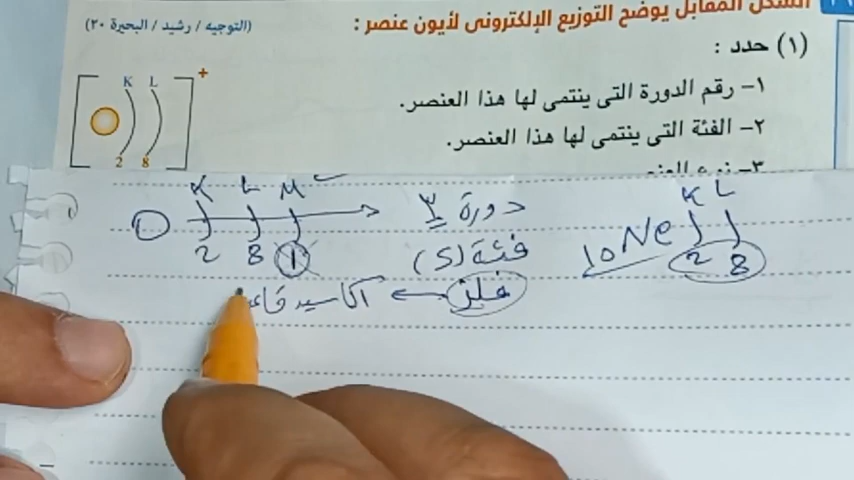 الشكل المقابل يوضح التوزيع الإلكترونى لأيون عنصر :
(التوجيه / رشيد / البحيرة ٢٠)
(١) حدد :
١- رقم الدورة التى ينتمى لها هذا العنصر.
٢- الفئة التى ينتمى لها هذا العنصر.
٣-
K L
+
2 8
K L M
2 8 1
دورة ٣
فئة (S)
فلز ← اكاسيد قاعد
10Ne
K L
2 8